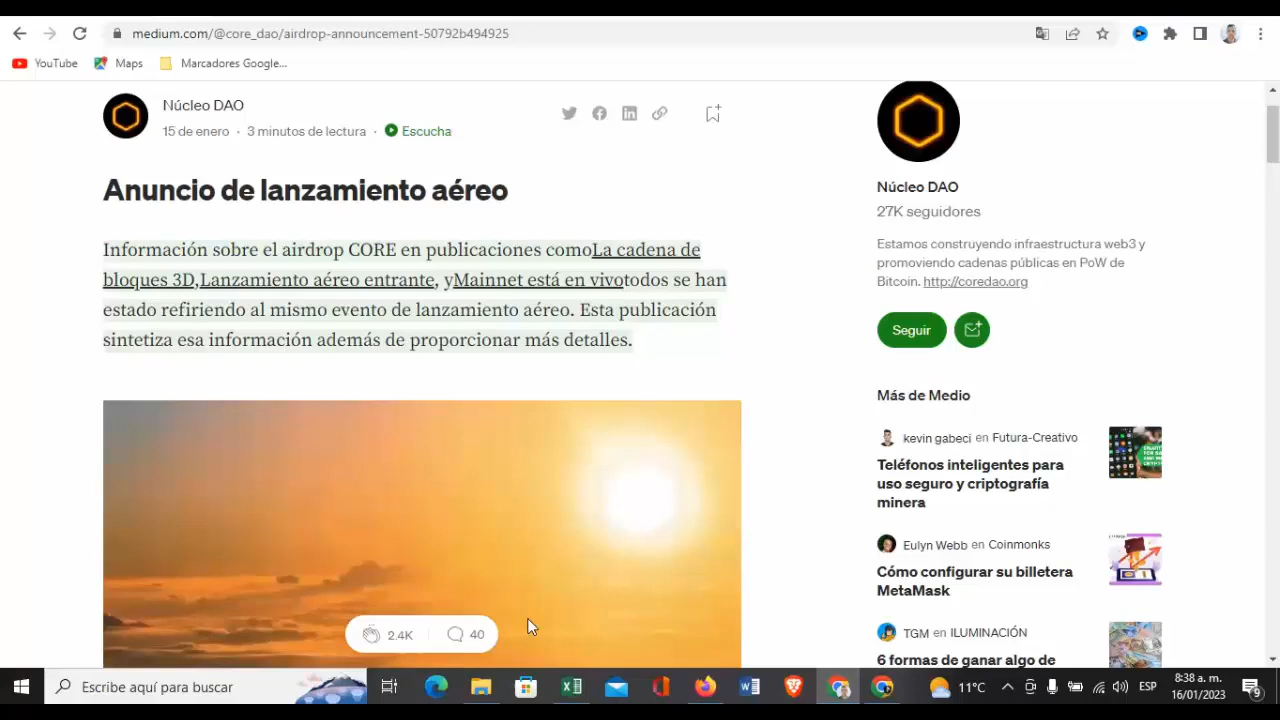 medium.com/@core_dao/airdrop-announcement-50792b494925
YouTube
Maps
Marcadores Google...
Núcleo DAO
15 de enero · 3 minutos de lectura · Escucha
Anuncio de lanzamiento aéreo
Información sobre el airdrop CORE en publicaciones comoLa cadena de
bloques 3D,Lanzamiento aéreo entrante, yMainnet está en vivotodos se han
estado refiriendo al mismo evento de lanzamiento aéreo. Esta publicación
sintetiza esa información además de proporcionar más detalles.
2.4K
40
Núcleo DAO
27K seguidores
Estamos construyendo infraestructura web3 y
promoviendo cadenas públicas en PoW de
Bitcoin. http://coredao.org
Seguir
Más de Medio
kevin gabeci en Futura-Creativo
Teléfonos inteligentes para
uso seguro y criptografía
minera
Eulyn Webb en Coinmonks
Cómo configurar su billetera
MetaMask
TGM en ILUMINACIÓN
6 formas de ganar algo de
Escribe aquí para buscar
11°C
ESP
8:38 a. m.
16/01/2023
9